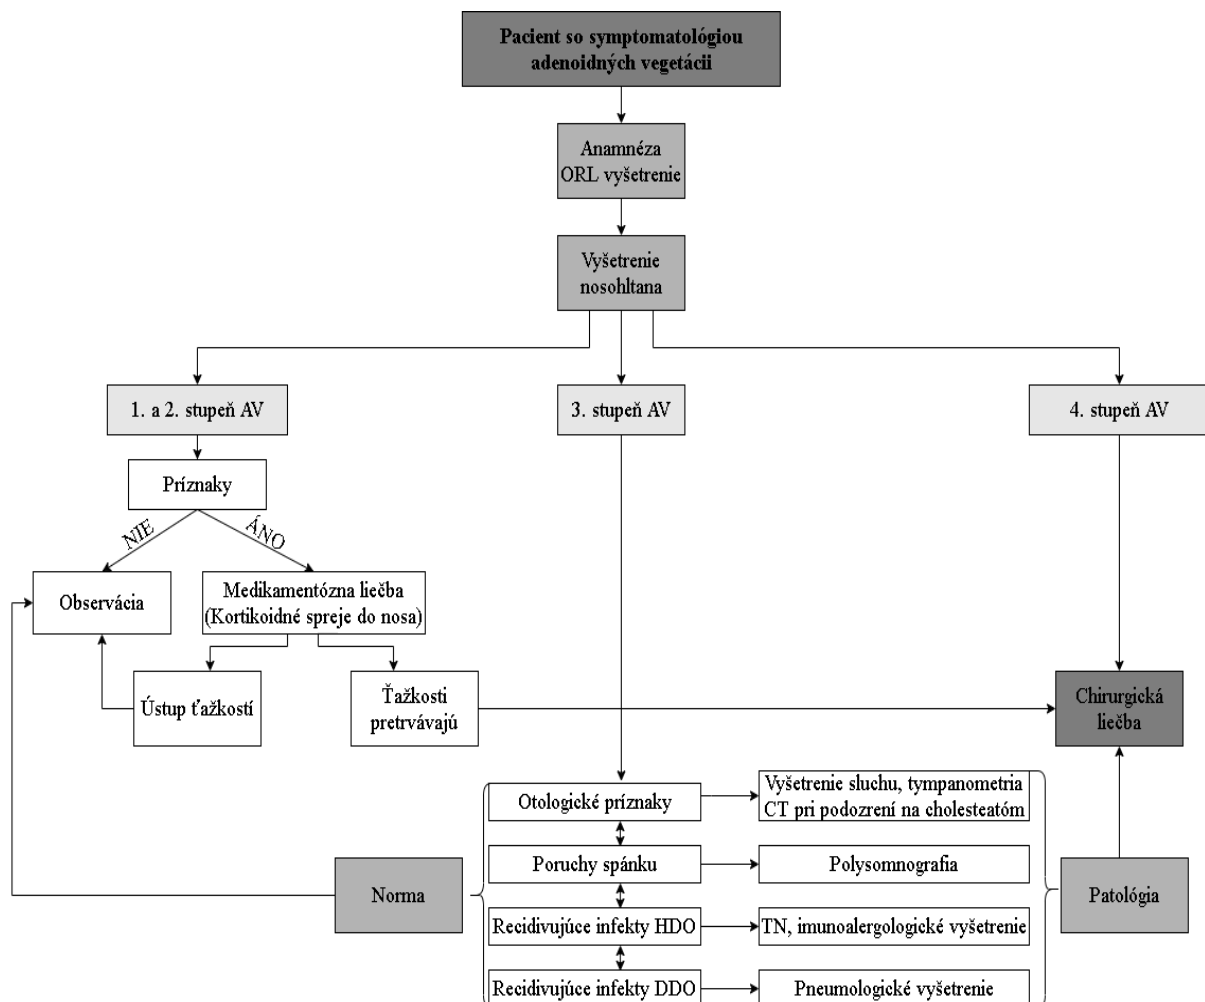 Pacient so symptomatológiou
adenoidných vegetácii
Anamnéza
ORL vyšetrenie
Vyšetrenie
nosohltana
1. a 2. stupeň AV
3. stupeň AV
4. stupeň AV
Príznaky
NIE
ÁNO
Observácia
Medikamentózna liečba
(Kortikoidné spreje do nosa)
Ústup ťažkostí
Ťažkosti
pretrvávajú
Chirurgická
liečba
Otologické príznaky
Vyšetrenie sluchu, tympanometria
CT pri podozrení na cholesteatóm
Poruchy spánku
Polysomnografia
Norma
Patológia
Recidivujúce infekty HDO
TN, imunoalergologické vyšetrenie
Recidivujúce infekty DDO
Pneumologické vyšetrenie